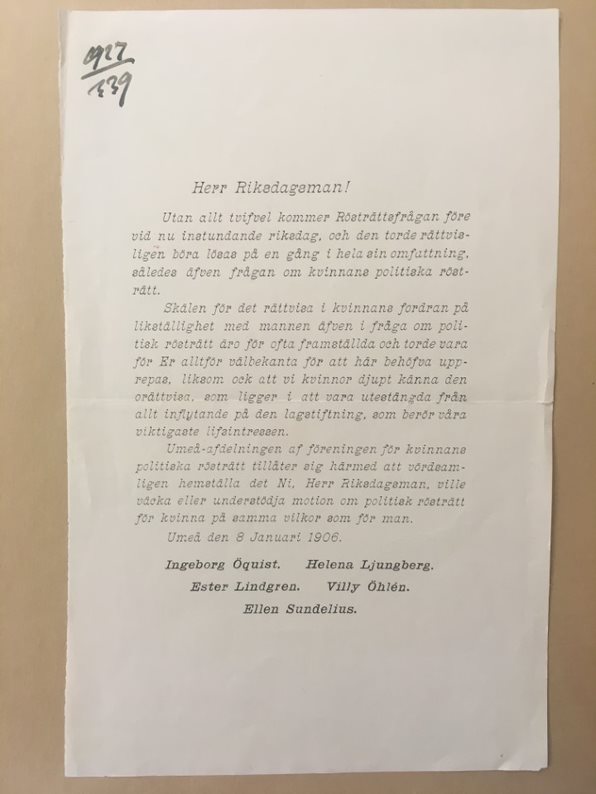 1927
339
Herr Riksdagsman!
Utan allt tvifvel kommer Rösträttsfrågan före
vid nu instundande riksdag, och den torde rättvis-
ligen böra lösas på en gång i hela sin omfattning,
således äfven frågan om kvinnans politiska röst-
rätt.
Skälen för det rättvisa i kvinnans fordran på
likställighet med mannen äfven i fråga om poli-
tisk rösträtt äro för ofta framställda och torde vara
för Er alltför välbekanta för att här behöfva upp-
repas, liksom ock att vi kvinnor djupt känna den
orättvisa, som ligger i att vara utestängda från
allt inflytande på den lagstiftning, som berör våra
viktigaste lifsintressen.
Umeå-afdelningen af föreningen för kvinnans
politiska rösträtt tillåter sig härmed att vördsam-
ligen hemställa det Ni, Herr Riksdagsman, ville
väcka eller understödja motion om politisk rösträtt
för kvinna på samma vilkor som för man.
Umeå den 8 Januari 1906.
Ingeborg Öquist. Helena Ljungberg.
Ester Lindgren. Villy Öhlén.
Ellen Sundelius.